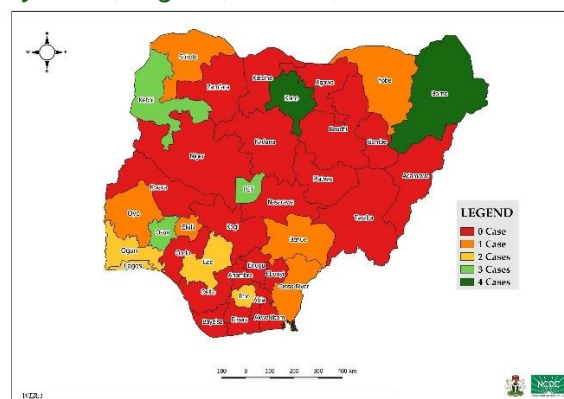 Sokoto
Katsina
Jigawa
Yobe
Borno
Zamfara
Kano
Kebbi
Bauchi
Gombe
Kaduna
Niger
Adamawa
Plateau
FCT
Kwara
Nasarawa
Taraba
Oyo
Kogi
Ekiti
Osun
Benue
Ogun
Ondo
Edo
Enugu
Ebonyi
Lagos
Anambra
Cross River
Delta
Imo
Abia
Bayelsa
Rivers
Akwa Ibom
LEGEND
0 Case
1 Case
2 Cases
3 Cases
4 Cases
100 0 100 200 300 400 km
NCDC